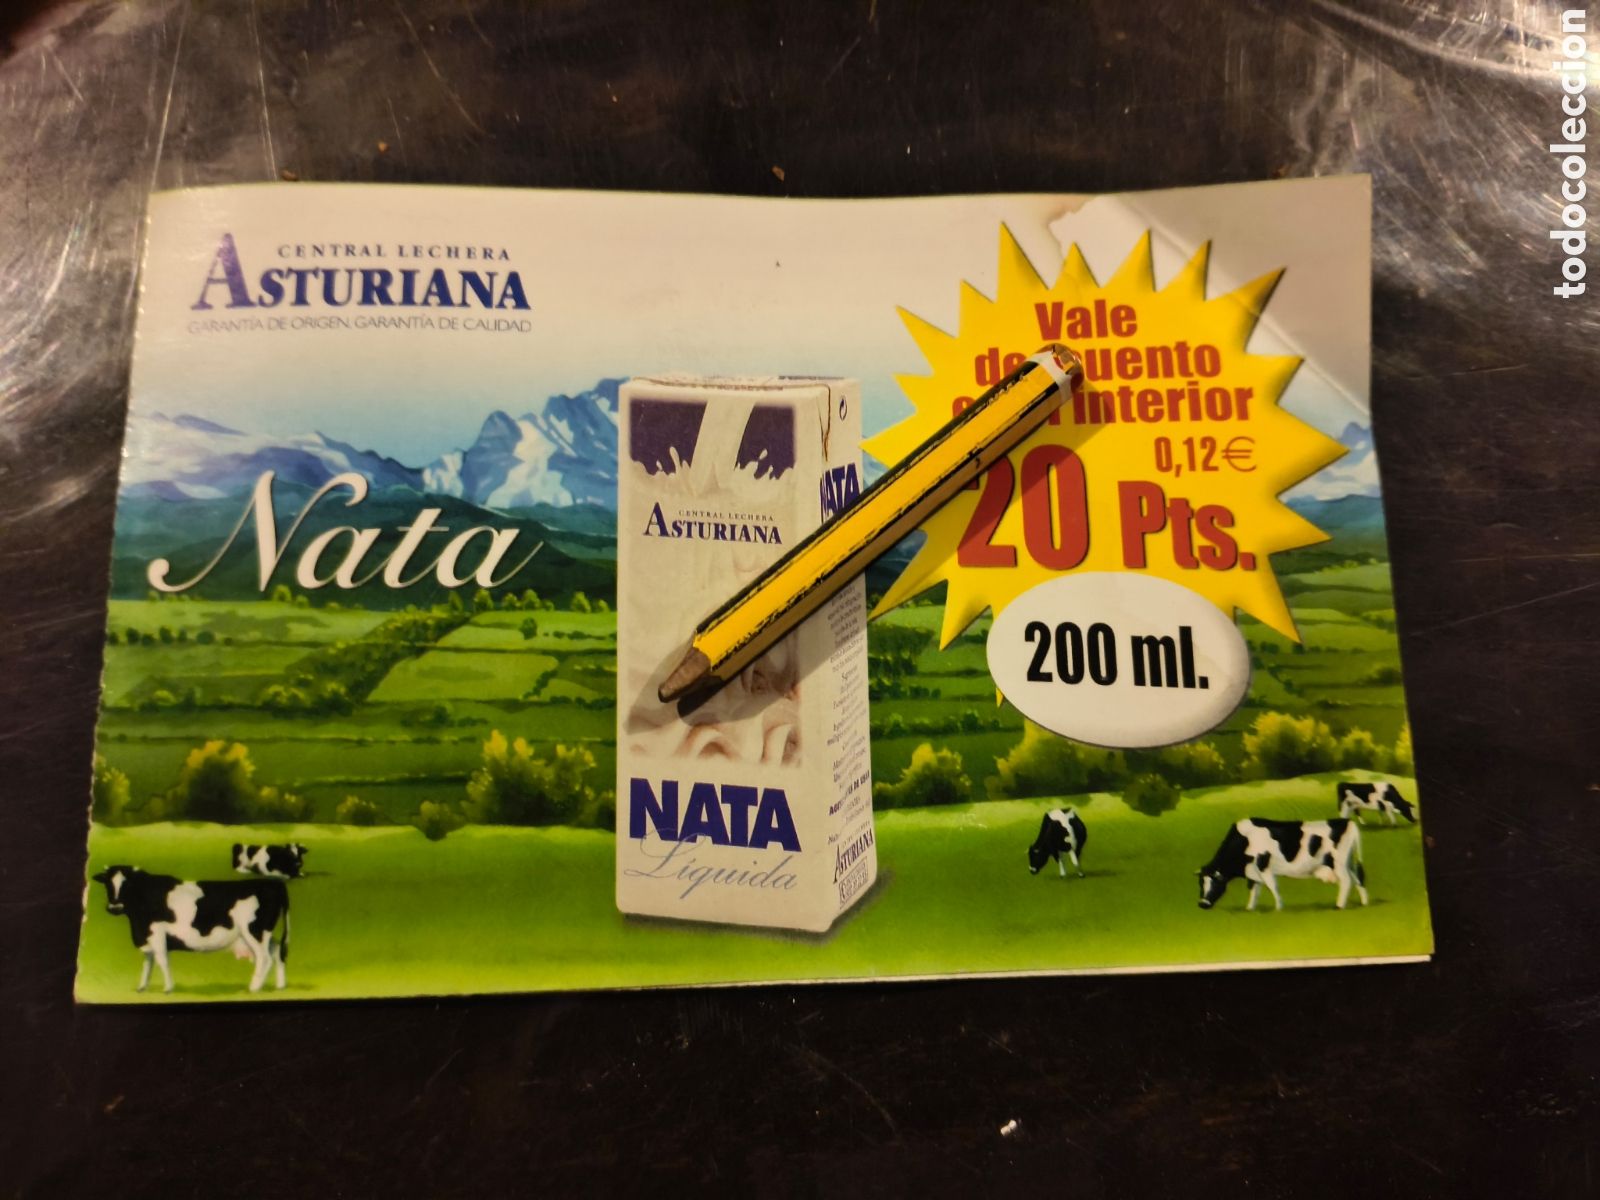 CENTRAL LECHERA
ASTURIANA
GARANTÍA DE ORIGEN. GARANTÍA DE CALIDAD
Nata
CENTRAL LECHERA
ASTURIANA
NATA
Líquida
NATA
ASTURIANA
Vale
interior
0,12€
20 Pts.
200 ml.
todocoleccion